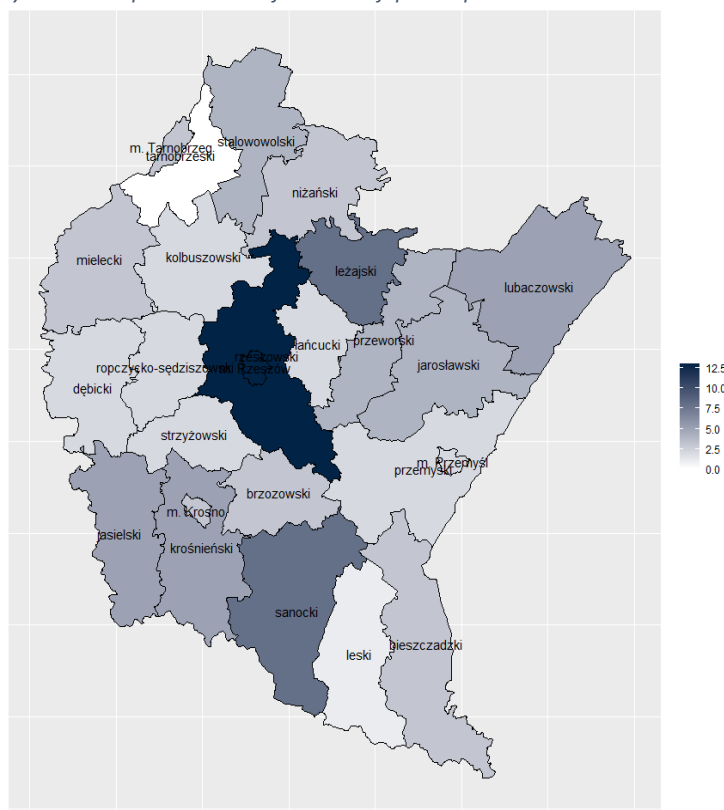 m. Tarnobrzeg
tarnobrzeski
stalowowolski
niżański
mielecki
kolbuszowski
leżajski
lubaczowski
łańcucki
przeworski
rzeszowski
m. Rzeszów
ropczycko-sędziszowski
jarosławski
dębicki
strzyżowski
przemyski
m. Przemyśl
brzozowski
m. Krosno
jasielski
krośnieński
sanocki
leski
bieszczadzki
12.5
10.0
7.5
5.0
2.5
0.0